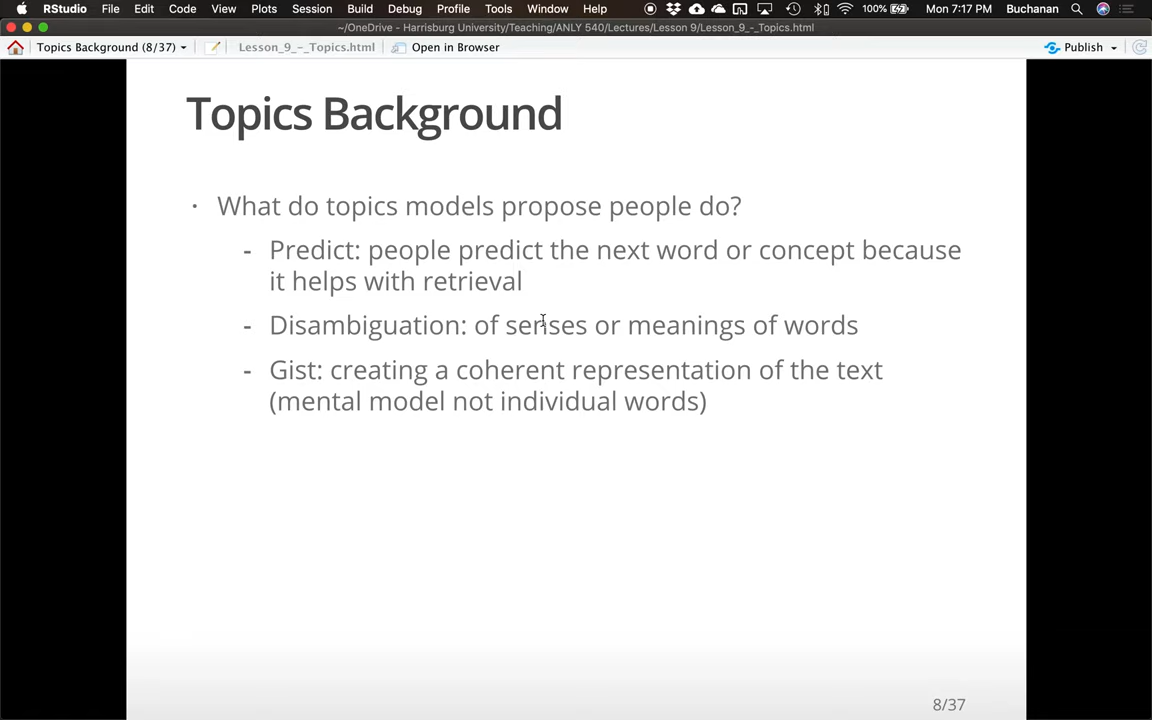 RStudio File Edit Code View Plots Session Build Debug Profile Tools Window Help 100% Mon 7:17 PM Buchanan
~/OneDrive - Harrisburg University/Teaching/ANLY 540/Lectures/Lesson 9/Lesson_9_-_Topics.html
Topics Background (8/37) Lesson_9_-_Topics.html Open in Browser Publish
Topics Background
· What do topics models propose people do?
- Predict: people predict the next word or concept because
it helps with retrieval
- Disambiguation: of senses or meanings of words
- Gist: creating a coherent representation of the text
(mental model not individual words)
8/37